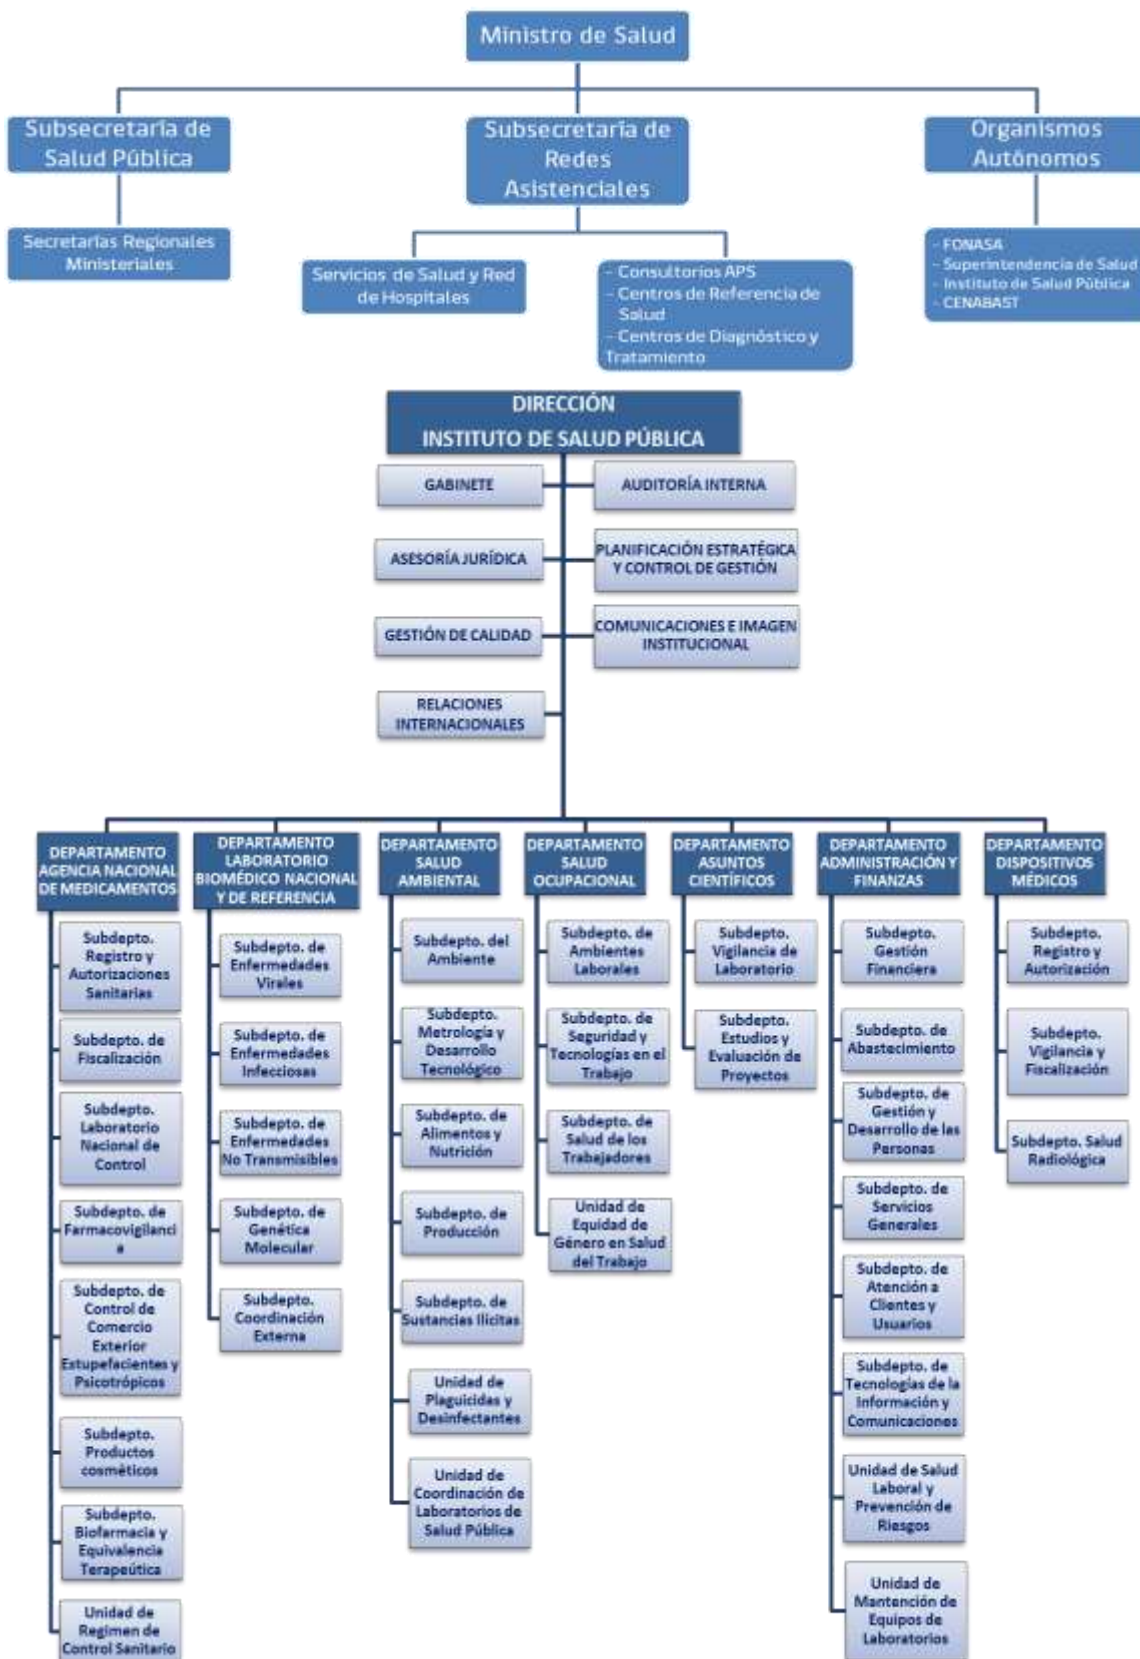 Ministro de Salud
Subsecretaría de
Salud Pública
Subsecretaría de
Redes
Asistenciales
Organismos
Autónomos
Secretarías Regionales
Ministeriales
Servicios de Salud y Red
de Hospitales
- Consultorios APS
- Centros de Referencia de
Salud
- Centros de Diagnóstico y
Tratamiento
- FONASA
- Superintendencia de Salud
- Instituto de Salud Pública
- CENABAST
DIRECCIÓN
INSTITUTO DE SALUD PÚBLICA
GABINETE
AUDITORÍA INTERNA
ASESORÍA JURÍDICA
PLANIFICACIÓN ESTRATÉGICA
Y CONTROL DE GESTIÓN
GESTIÓN DE CALIDAD
COMUNICACIONES E IMAGEN
INSTITUCIONAL
RELACIONES
INTERNACIONALES
DEPARTAMENTO
AGENCIA NACIONAL
DE MEDICAMENTOS
Subdepto.
Registro y
Autorizaciones
Sanitarias
Subdepto. de
Fiscalización
Subdepto.
Laboratorio
Nacional de
Control
Subdepto. de
Farmacovigilanc
ia
Subdepto. de
Control de
Comercio
Exterior
Estupefacientes y
Psicotrópicos
Subdepto.
Productos
cosméticos
Subdepto.
Biofarmacia y
Equivalencia
Terapeútica
Unidad de
Regimen de
Control Sanitario
DEPARTAMENTO
LABORATORIO
BIOMÉDICO NACIONAL
Y DE REFERENCIA
Subdepto. de
Enfermedades
Virales
Subdepto. de
Enfermedades
Infecciosas
Subdepto. de
Enfermedades
No Transmisibles
Subdepto. de
Genética
Molecular
Subdepto.
Coordinación
Externa
DEPARTAMENTO
SALUD
AMBIENTAL
Subdepto. del
Ambiente
Subdepto.
Metrología y
Desarrollo
Tecnológico
Subdepto. de
Alimentos y
Nutrición
Subdepto. de
Producción
Subdepto. de
Sustancias Ilícitas
Unidad de
Plaguicidas y
Desinfectantes
Unidad de
Coordinación de
Laboratorios de
Salud Pública
DEPARTAMENTO
SALUD
OCUPACIONAL
Subdepto. de
Ambientes
Laborales
Subdepto. de
Seguridad y
Tecnologías en el
Trabajo
Subdepto. de
Salud de los
Trabajadores
Unidad de
Equidad de
Género en Salud
del Trabajo
DEPARTAMENTO
ASUNTOS
CIENTÍFICOS
Subdepto.
Vigilancia de
Laboratorio
Subdepto.
Estudios y
Evaluación de
Proyectos
DEPARTAMENTO
ADMINISTRACIÓN Y
FINANZAS
Subdepto.
Gestión
Financiera
Subdepto. de
Abastecimiento
Subdepto. de
Gestión y
Desarrollo de las
Personas
Subdepto. de
Servicios
Generales
Subdepto. de
Atención a
Clientes y
Usuarios
Subdepto. de
Tecnologías de la
Información y
Comunicaciones
Unidad de Salud
Laboral y
Prevención de
Riesgos
Unidad de
Mantención de
Equipos de
Laboratorios
DEPARTAMENTO
DISPOSITIVOS
MÉDICOS
Subdepto.
Registro y
Autorización
Subdepto.
Vigilancia y
Fiscalización
Subdepto. Salud
Radiológica